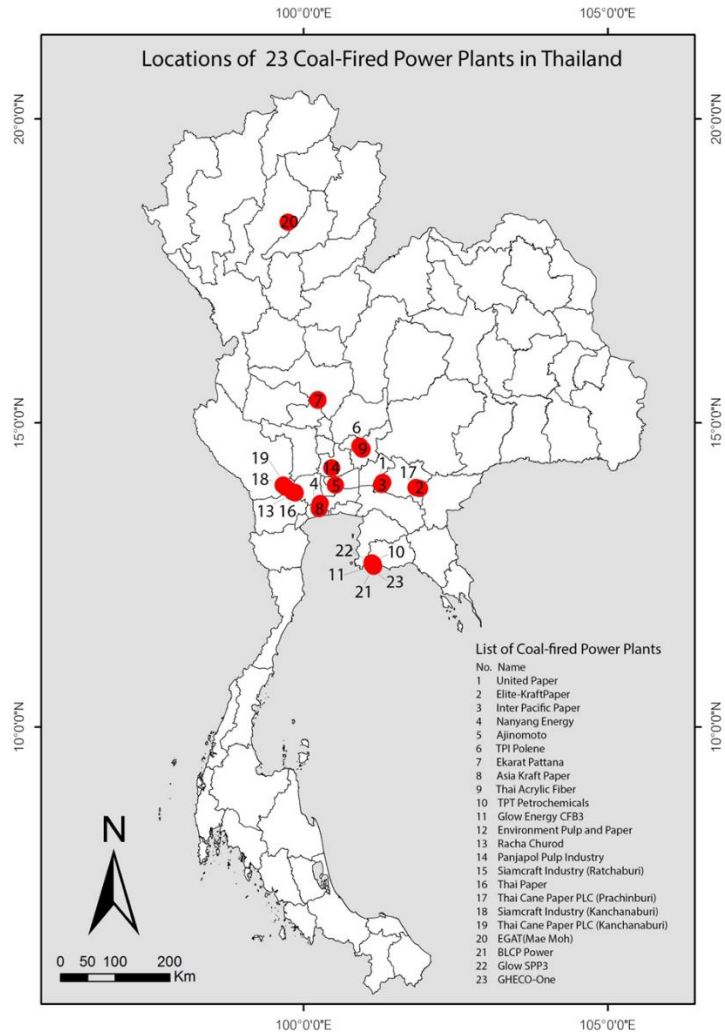 100°0'0"E 105°0'0"E
Locations of 23 Coal-Fired Power Plants in Thailand
20°0'0"N 20°0'0"N
20
7
15°0'0"N 15°0'0"N
6
9
19 14 1 17
18 4 5 3 2
13 16 8
22 10
11 23
21
List of Coal-fired Power Plants
No. Name
1 United Paper
2 Elite-KraftPaper
3 Inter Pacific Paper
4 Nanyang Energy
5 Ajinomoto
6 TPI Polene
7 Ekarat Pattana
8 Asia Kraft Paper
9 Thai Acrylic Fiber
10 TPT Petrochemicals
11 Glow Energy CFB3
12 Environment Pulp and Paper
13 Racha Churod
14 Panjapol Pulp Industry
15 Siamcraft Industry (Ratchaburi)
16 Thai Paper
17 Thai Cane Paper PLC (Prachinburi)
18 Siamcraft Industry (Kanchanaburi)
19 Thai Cane Paper PLC (Kanchanaburi)
20 EGAT(Mae Moh)
21 BLCP Power
22 Glow SPP3
23 GHECO-One
10°0'0"N 10°0'0"N
N
0 50 100 200
Km
100°0'0"E 105°0'0"E